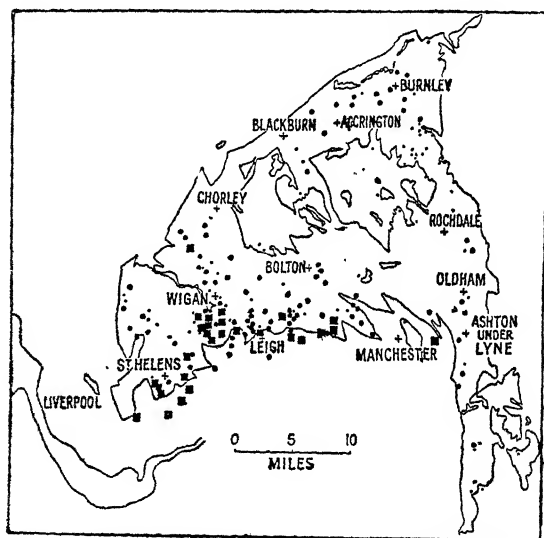 BURNLEY
ACCRINGTON
BLACKBURN
CHORLEY
ROCHDALE
BOLTON
OLDHAM
WIGAN
ASHTON
UNDER
LYNE
LEIGH
MANCHESTER
ST HELENS
LIVERPOOL
0 5 10
MILES